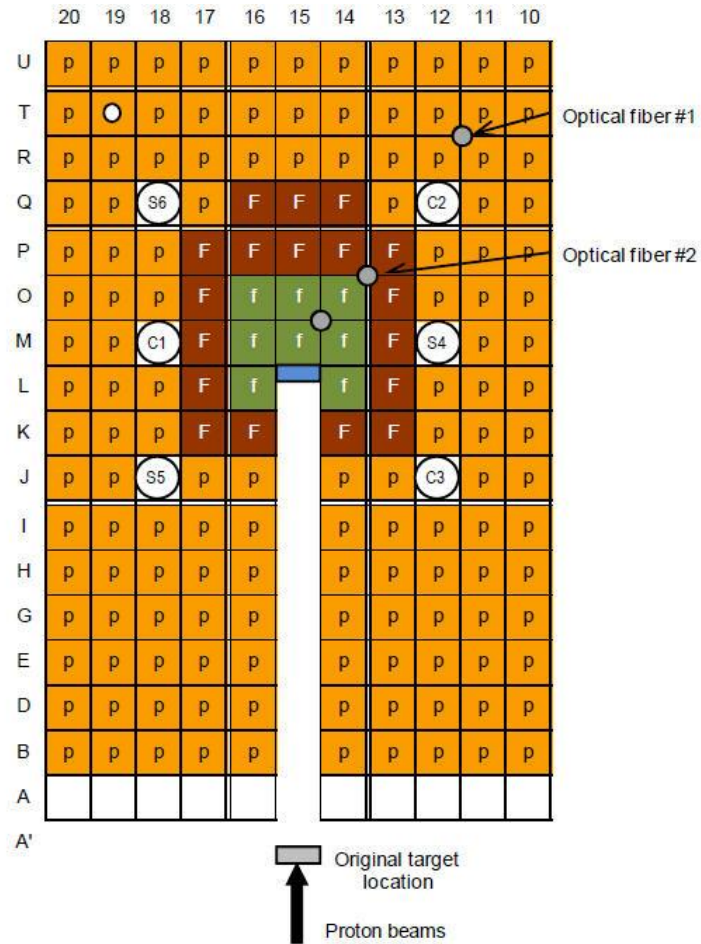 20 19 18 17 16 15 14 13 12 11 10
U p p p p p p p p p p p
T p p p p p p p p p p
Optical fiber #1
R p p p p p p p p p p p
Q p p S6 p F F F p C2 p p
P p p p F F F F F p p p
Optical fiber #2
O p p p F f f f F p p p
M p p C1 F f f f F S4 p p
L p p p F f f F p p p
K p p p F F F F p p p
J p p S5 p p p p C3 p p
I p p p p p p p p p p
H p p p p p p p p p p
G p p p p p p p p p p
E p p p p p p p p p p
D p p p p p p p p p p
B p p p p p p p p p p
A
A'
Original target
location
Proton beams